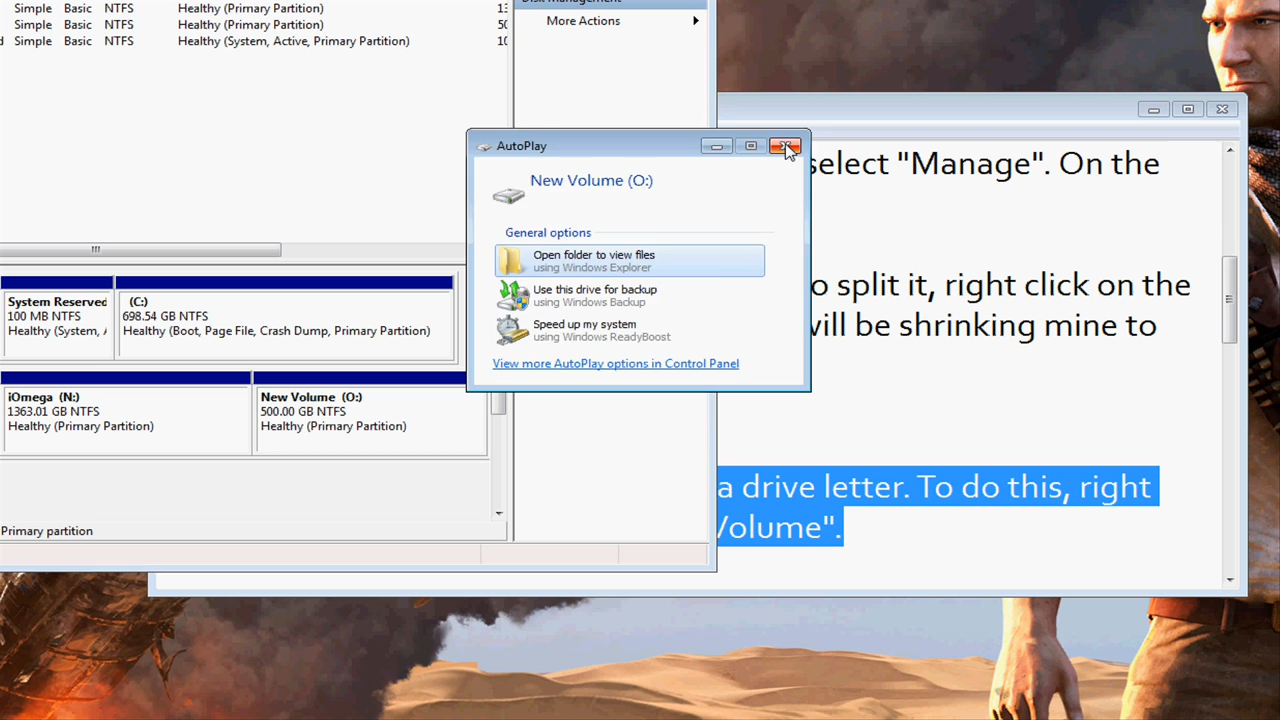 Disk Management
Simple Basic NTFS Healthy (Primary Partition)
More Actions
Simple Basic NTFS Healthy (Primary Partition)
Simple Basic NTFS Healthy (System, Active, Primary Partition)
AutoPlay
New Volume (O:)
General options
Open folder to view files
using Windows Explorer
Use this drive for backup
using Windows Backup
Speed up my system
using Windows ReadyBoost
View more AutoPlay options in Control Panel
select "Manage". On the
o split it, right click on the
will be shrinking mine to
a drive letter. To do this, right
Volume".
System Reserved
100 MB NTFS
Healthy (System, A
(C:)
698.54 GB NTFS
Healthy (Boot, Page File, Crash Dump, Primary Partition)
iOmega (N:)
1363.01 GB NTFS
Healthy (Primary Partition)
New Volume (O:)
500.00 GB NTFS
Healthy (Primary Partition)
Primary partition